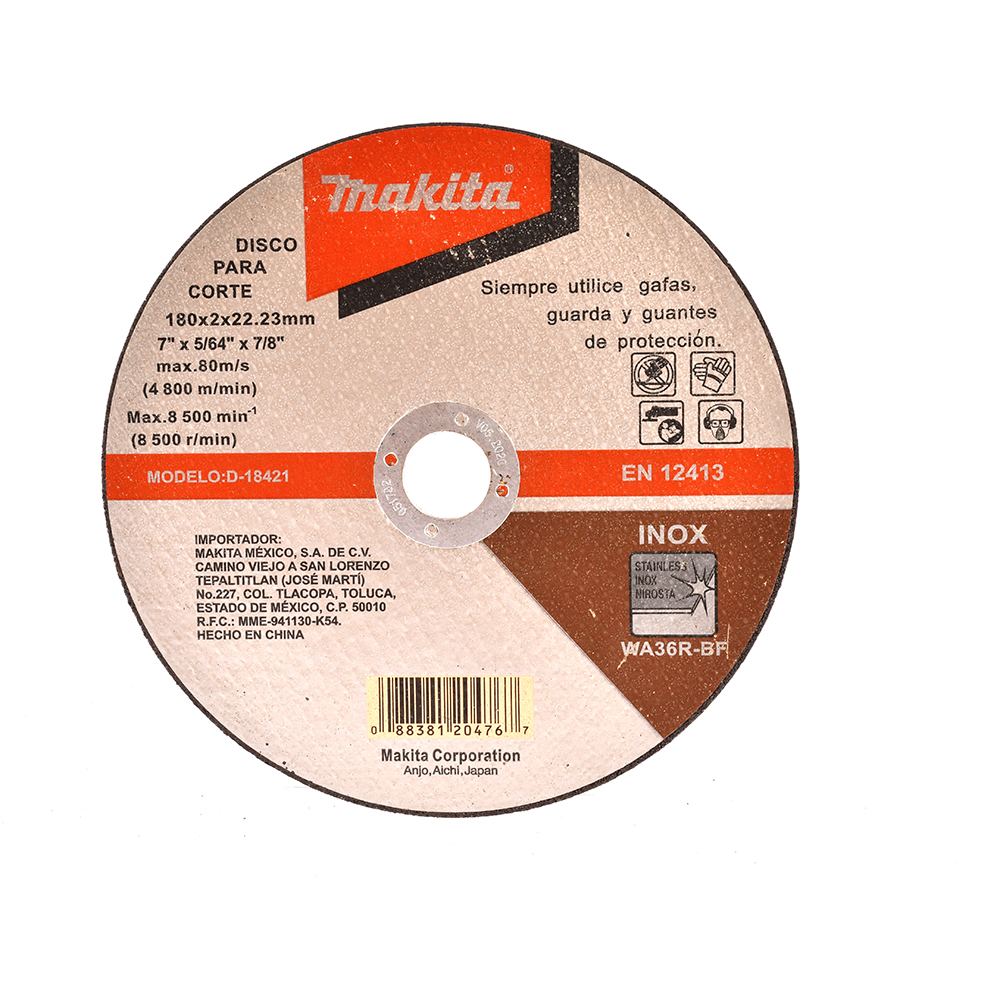 makita®
DISCO
PARA
CORTE
180x2x22.23mm
7" x 5/64" x 7/8"
max.80m/s
(4 800 m/min)
Max.8 500 min-1
(8 500 r/min)
Siempre utilice gafas,
guarda y guantes
de protección.
V05.2020
051702
MODELO:D-18421
EN 12413
IMPORTADOR:
MAKITA MÉXICO, S.A. DE C.V.
CAMINO VIEJO A SAN LORENZO
TEPALTITLAN (JOSÉ MARTÍ)
No.227, COL. TLACOPA, TOLUCA,
ESTADO DE MÉXICO, C.P. 50010
R.F.C.: MME-941130-K54.
HECHO EN CHINA
INOX
STAINLESS
INOX
NIROSTA
WA36R-BF
0 88381 20476 7
Makita Corporation
Anjo,Aichi,Japan